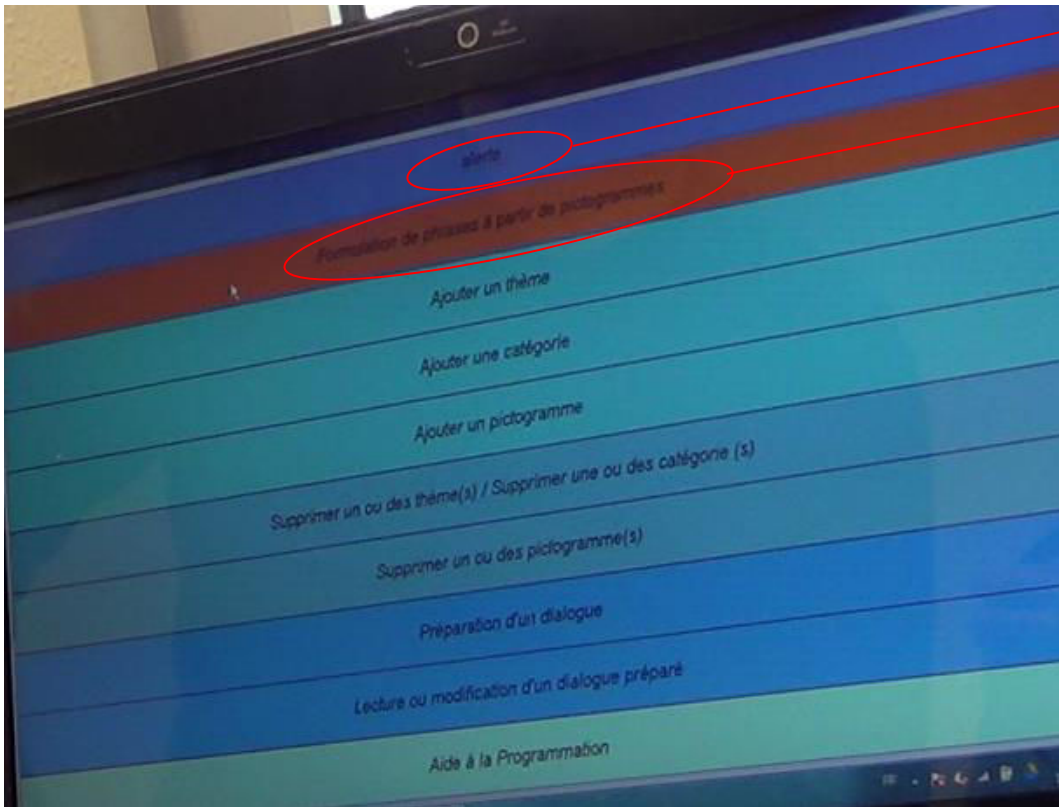 alerte
Formulation de phrases à partir de pictogrammes
Ajouter un thème
Ajouter une catégorie
Ajouter un pictogramme
Supprimer un ou des thème(s) / Supprimer une ou des catégorie (s)
Supprimer un ou des pictogramme(s)
Préparation d'un dialogue
Lecture ou modification d'un dialogue préparé
Aide à la Programmation
FR